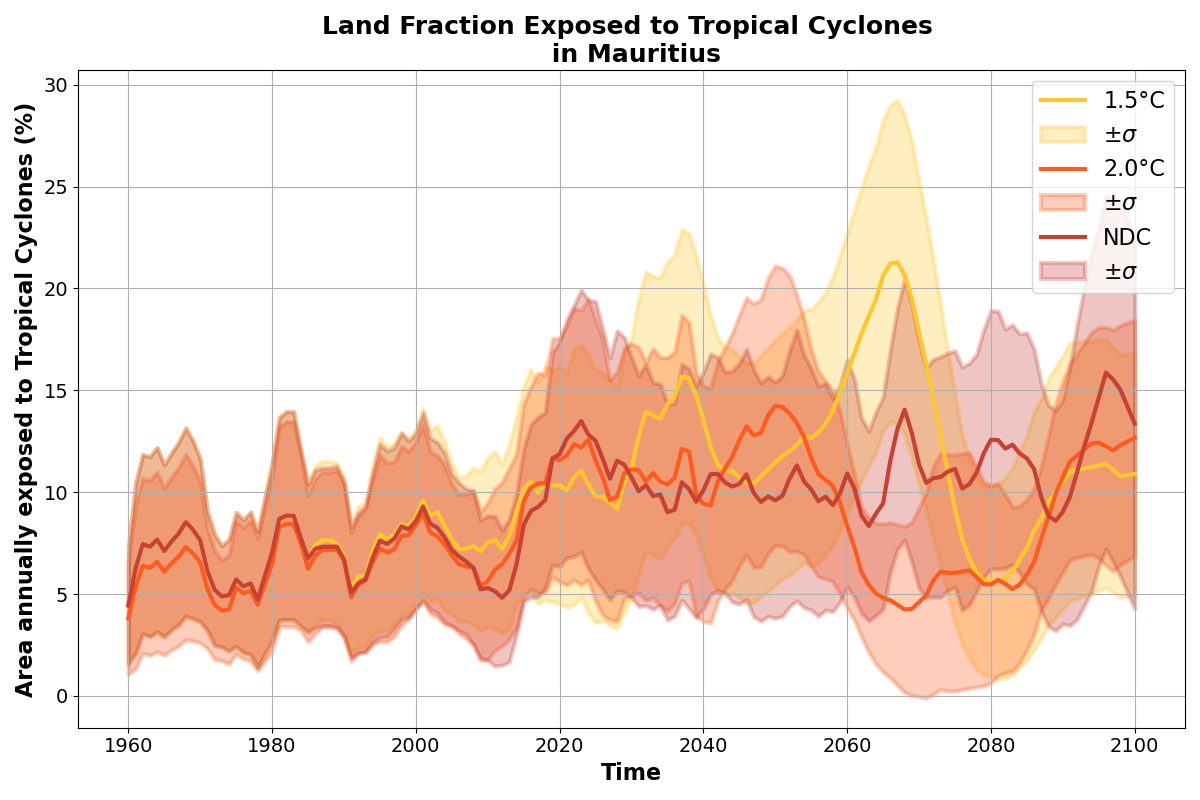 Land Fraction Exposed to Tropical Cyclones
in Mauritius
Area annually exposed to Tropical Cyclones (%)
30
25
20
15
10
5
0
1960
1980
2000
2020
2040
2060
2080
2100
Time
1.5°C
±σ
2.0°C
±σ
NDC
±σ